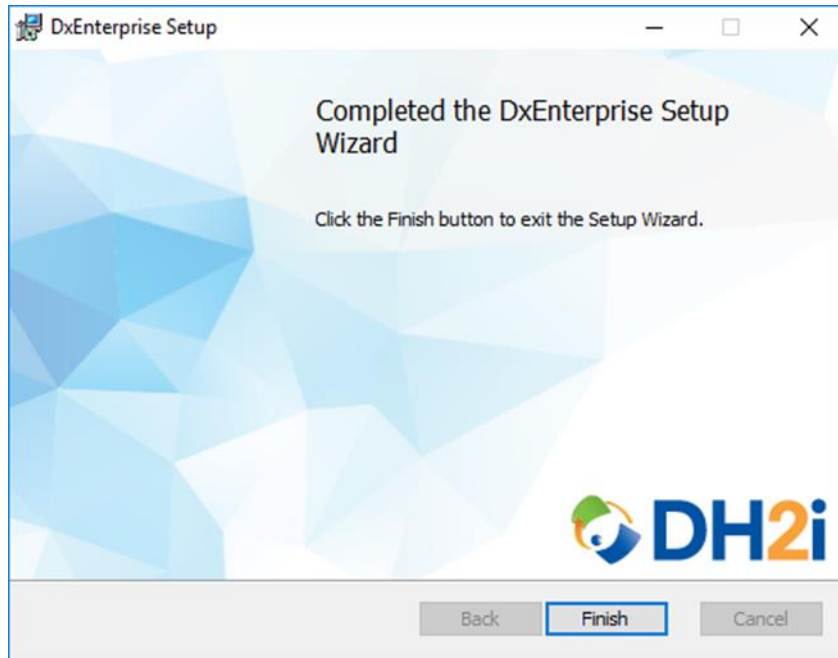 DxEnterprise Setup
Completed the DxEnterprise Setup
Wizard
Click the Finish button to exit the Setup Wizard.
DH2i
Back Finish Cancel